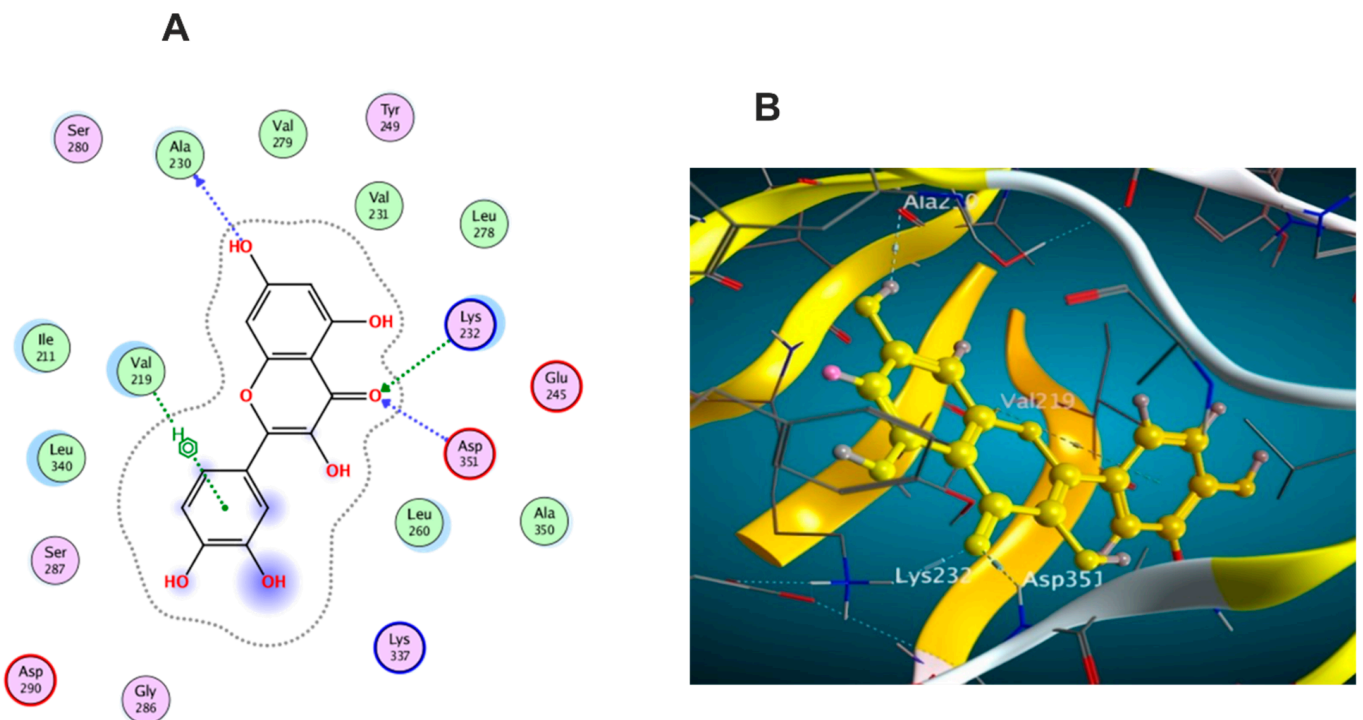 A
B
Ser
280
Ala
230
Val
279
Tyr
249
Val
231
Leu
278
HO
OH
Lys
232
Ile
211
Val
219
Glu
245
O
O
H
Leu
340
Asp
351
OH
Leu
260
Ala
350
Ser
287
HO
OH
Lys
337
Asp
290
Gly
286
Ala230
Val219
Lys232
Asp351